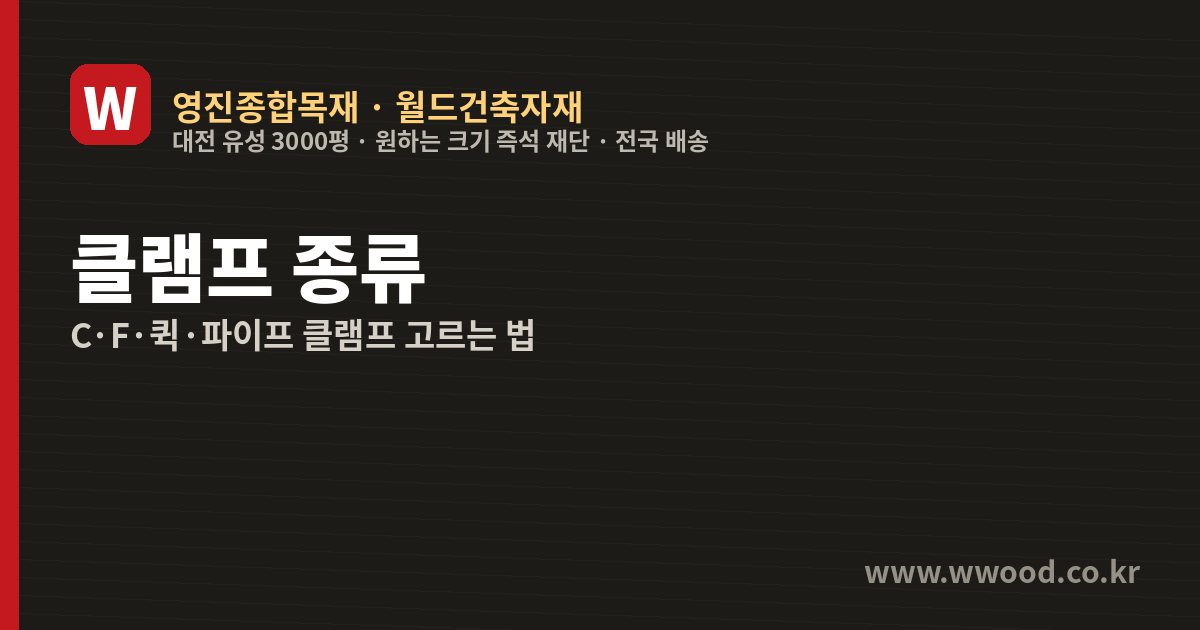 W
영진종합목재 · 월드건축자재
대전 유성 3000평 · 원하는 크기 즉석 재단 · 전국 배송
클램프 종류
C·F·퀵·파이프 클램프 고르는 법
www.wwood.co.kr